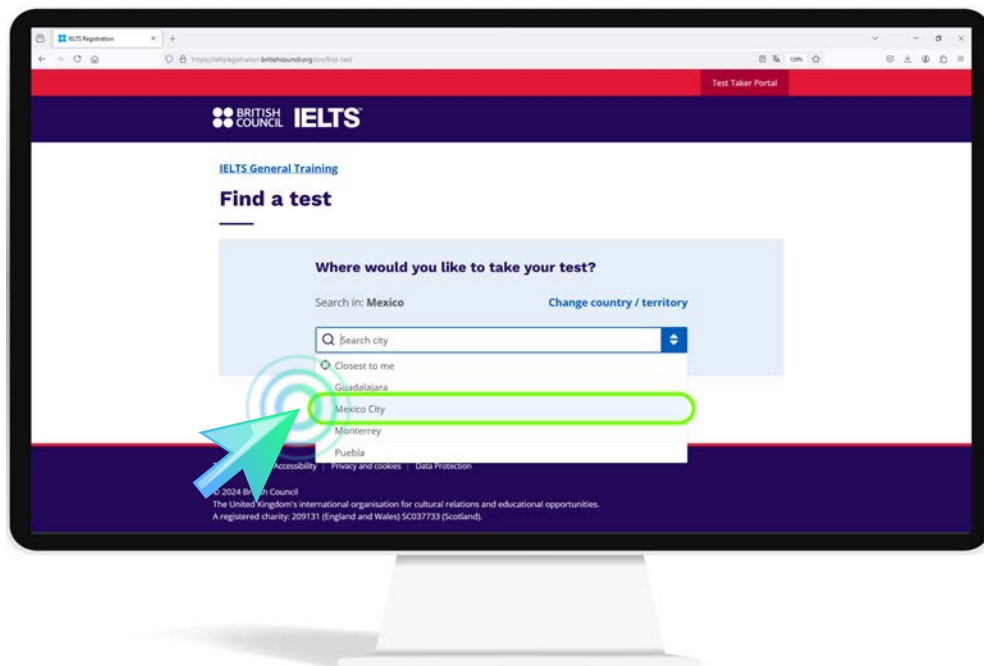 IELTS Registration
https://ieltsregistration.britishcouncil.org/ors/find-test
120%
Test Taker Portal
BRITISH COUNCIL IELTS™
IELTS General Training
Find a test
Where would you like to take your test?
Search in: Mexico
Change country / territory
Search city
Closest to me
Guadalajara
Mexico City
Monterrey
Puebla
Accessibility | Privacy and cookies | Data Protection
© 2024 British Council
The United Kingdom's international organisation for cultural relations and educational opportunities.
A registered charity: 209131 (England and Wales) SC037733 (Scotland).